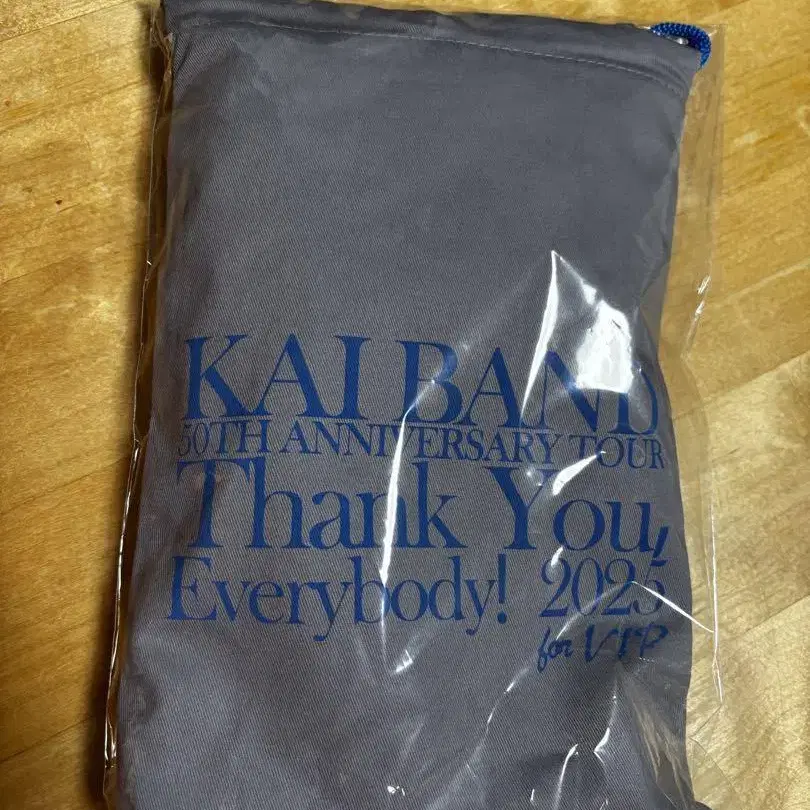 KAI BAND
50TH ANNIVERSARY TOUR
Thank You,
Everybody! 2025
for VIP